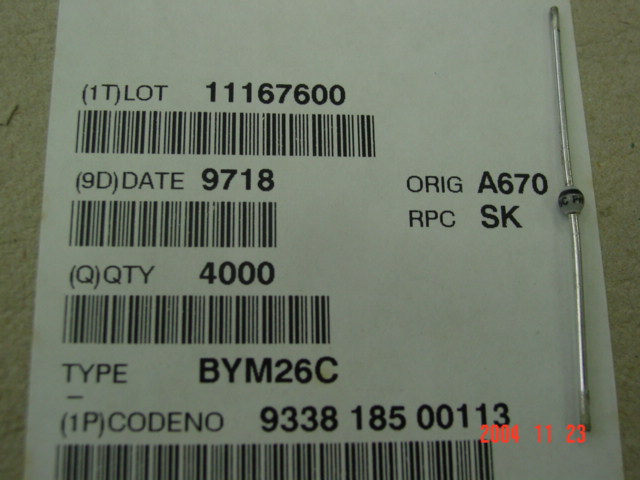 (1T)LOT 11167600
(9D)DATE 9718
ORIG A670
RPC SK
(Q)QTY 4000
TYPE BYM26C
(1P)CODENO 9338 185 00113
2004 11 23